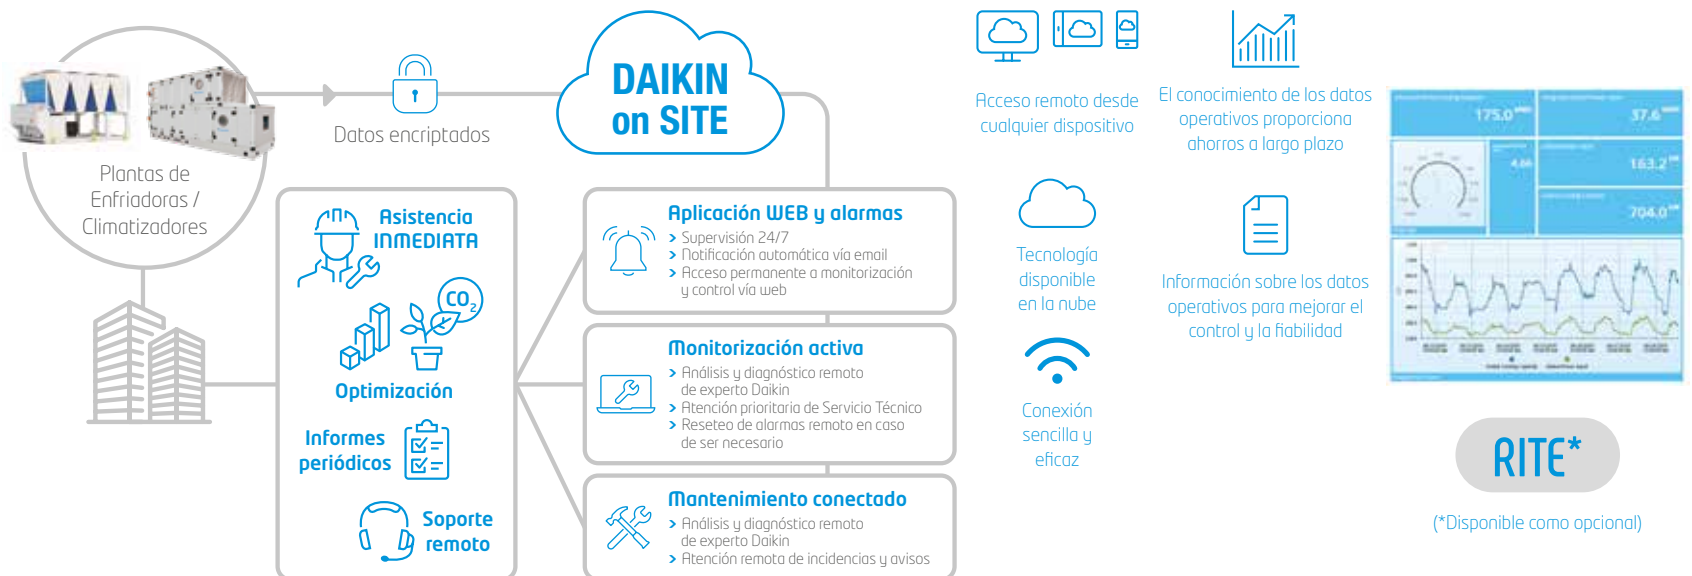 Plantas de
Enfriadoras /
Climatizadores
Datos encriptados
DAIKIN
on SITE
Asistencia
INMEDIATA
CO2
Optimización
Informes
periódicos
Soporte
remoto
Aplicación WEB y alarmas
> Supervisión 24/7
> Notificación automática vía email
> Acceso permanente a monitorización
y control vía web
Monitorización activa
> Análisis y diagnóstico remoto
de experto Daikin
> Atención prioritaria de Servicio Técnico
> Reseteo de alarmas remoto en caso
de ser necesario
Mantenimiento conectado
> Análisis y diagnóstico remoto
de experto Daikin
> Atención remota de incidencias y avisos
Acceso remoto desde
cualquier dispositivo
Tecnología
disponible
en la nube
Conexión
sencilla y
eficaz
El conocimiento de los datos
operativos proporciona
ahorros a largo plazo
Información sobre los datos
operativos para mejorar el
control y la fiabilidad
175.0
37.6
4.66
163.2
704.0
RITE*
(*Disponible como opcional)